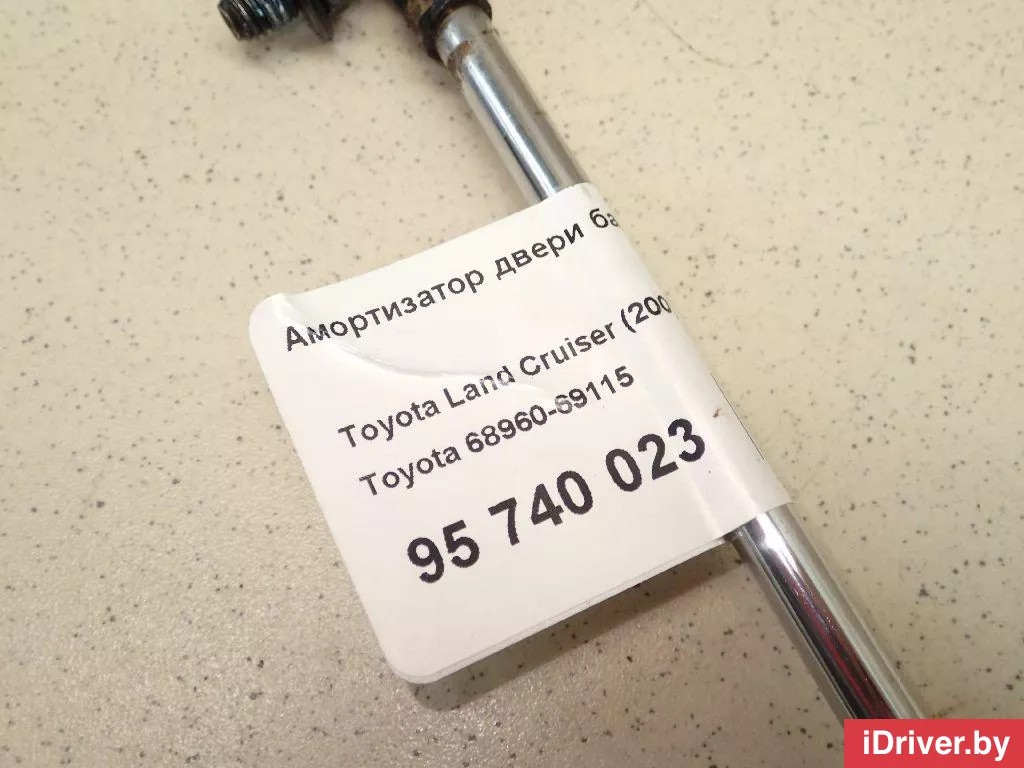 Амортизатор двери ба
Toyota Land Cruiser (200
Toyota 68960-69115
95 740 023
iDriver.by